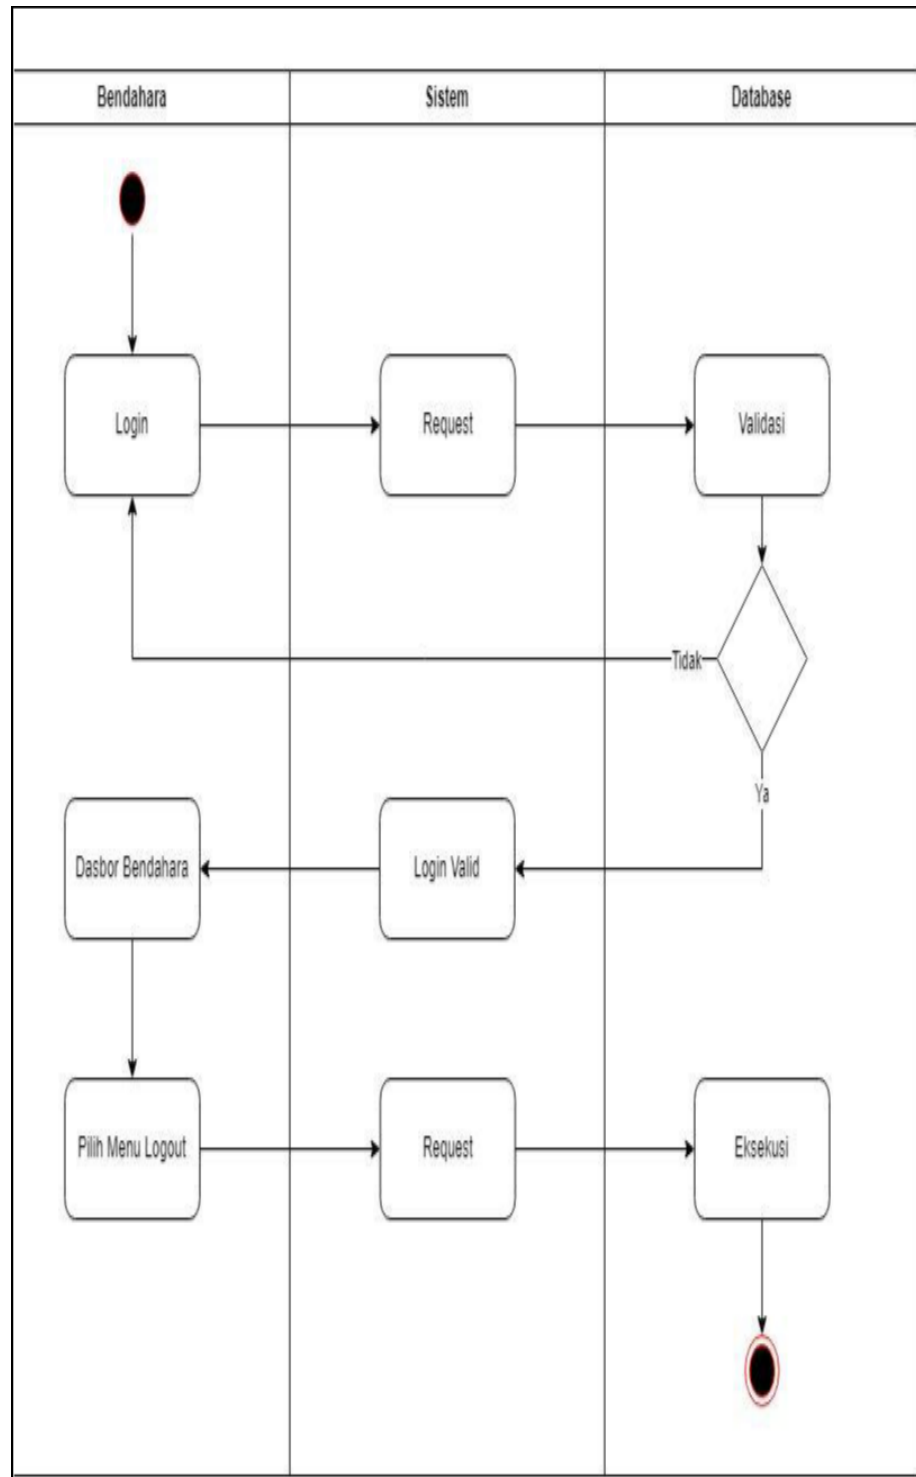 Bendahara
Sistem
Database
Login
Request
Validasi
Tidak
Ya
Dasbor Bendahara
Login Valid
Pilih Menu Logout
Request
Eksekusi